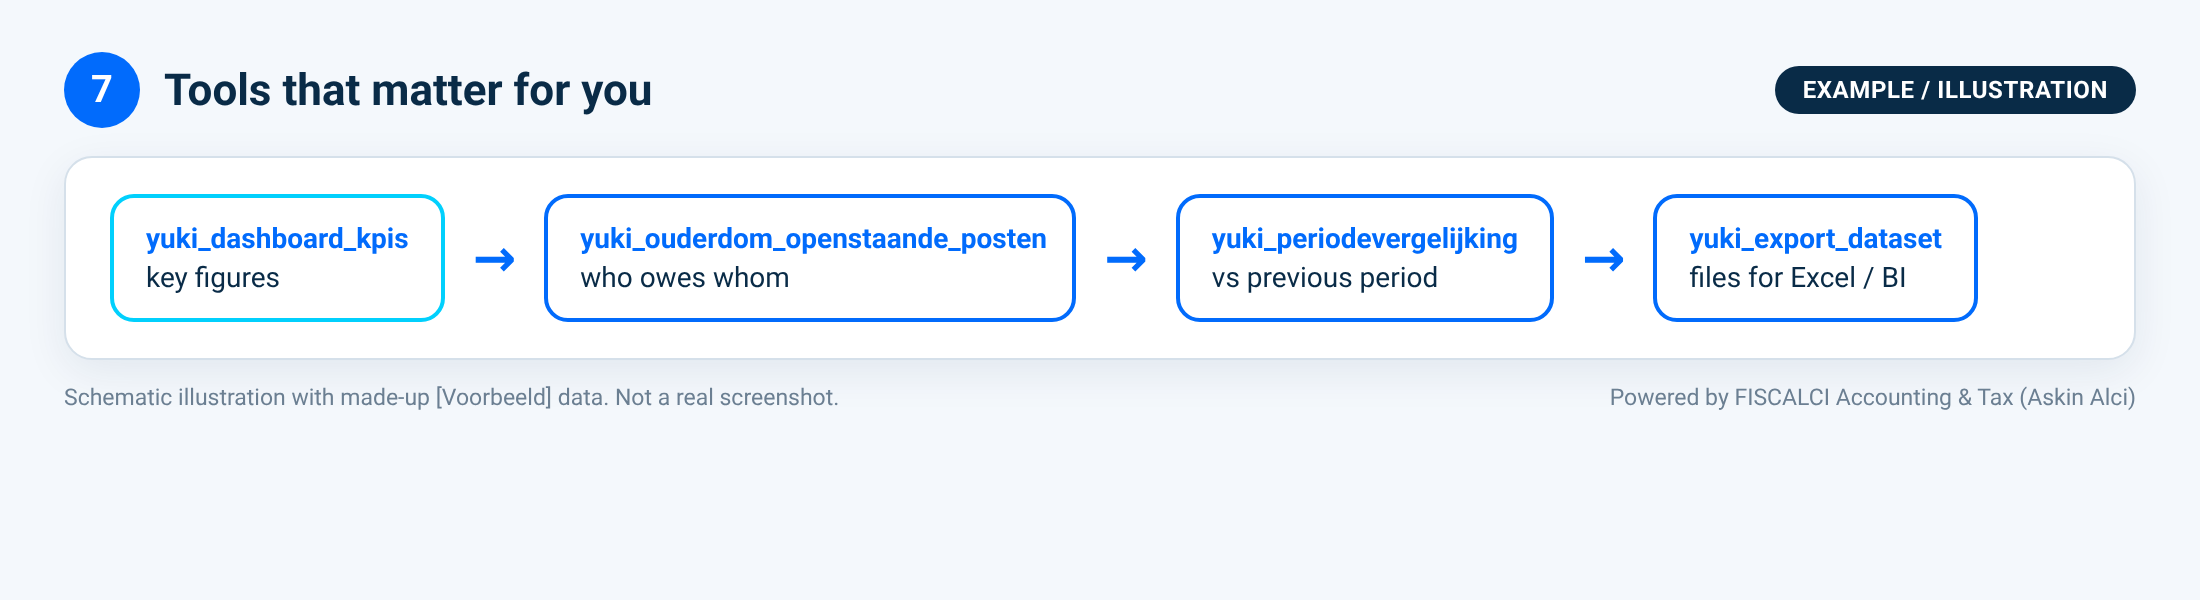 7
Tools that matter for you
EXAMPLE / ILLUSTRATION
yuki_dashboard_kpis
key figures
→
yuki_ouderdom_openstaande_posten
who owes whom
→
yuki_periodevergelijking
vs previous period
→
yuki_export_dataset
files for Excel / BI
Schematic illustration with made-up [Voorbeeld] data. Not a real screenshot.
Powered by FISCALCI Accounting & Tax (Askin Alci)